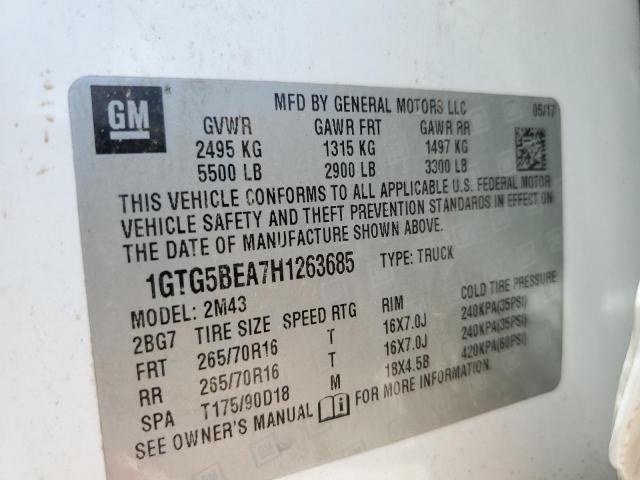 GM
MFD BY GENERAL MOTORS LLC 05/17
GVWR GAWR FRT GAWR RR
2495 KG 1315 KG 1497 KG
5500 LB 2900 LB 3300 LB
THIS VEHICLE CONFORMS TO ALL APPLICABLE U.S. FEDERAL MOTOR
VEHICLE SAFETY AND THEFT PREVENTION STANDARDS IN EFFECT ON
THE DATE OF MANUFACTURE SHOWN ABOVE.
1GTG5BEA7H1263685 TYPE: TRUCK
MODEL: 2M43
2BG7 TIRE SIZE SPEED RTG RIM COLD TIRE PRESSURE
FRT 265/70R16 T 16X7.0J 240KPA(35PSI)
RR 265/70R16 T 16X7.0J 240KPA(35PSI)
SPA T175/90D18 M 18X4.5B 420KPA(60PSI)
SEE OWNER'S MANUAL FOR MORE INFORMATION.